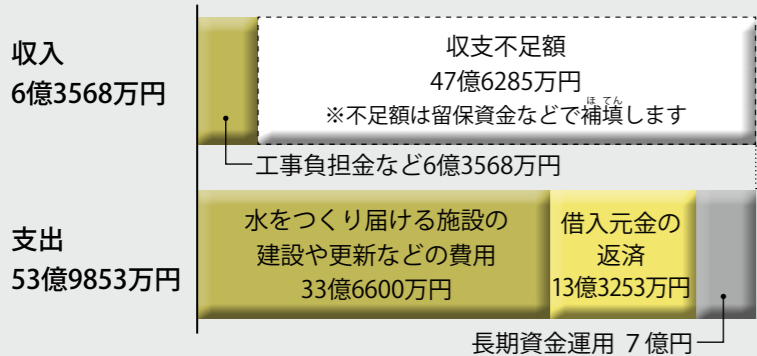 収入
6億3568万円
収支不足額
47億6285万円
※不足額は留保資金などで補填します
ほてん
工事負担金など6億3568万円
支出
53億9853万円
水をつくり届ける施設の
建設や更新などの費用
33億6600万円
借入元金の
返済
13億3253万円
長期資金運用 7億円